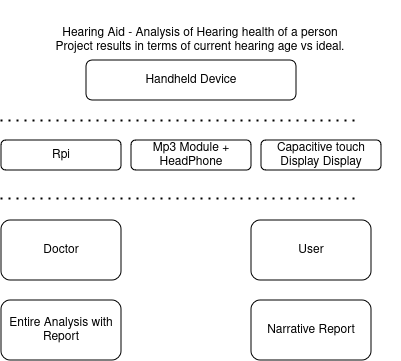 Hearing Aid - Analysis of Hearing health of a person
Project results in terms of current hearing age vs ideal.
Handheld Device
Rpi
Mp3 Module +
HeadPhone
Capacitive touch
Display Display
Doctor
User
Entire Analysis with
Report
Narrative Report